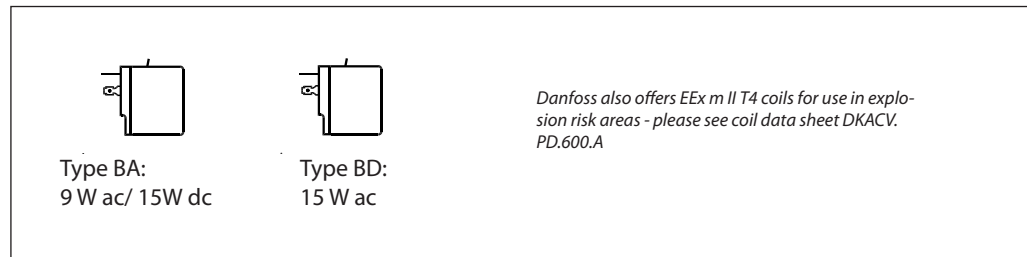 Type BA:
9 W ac/ 15W dc
Type BD:
15 W ac
Danfoss also offers EEx m II T4 coils for use in explo-
sion risk areas - please see coil data sheet DKACV.
PD.600.A